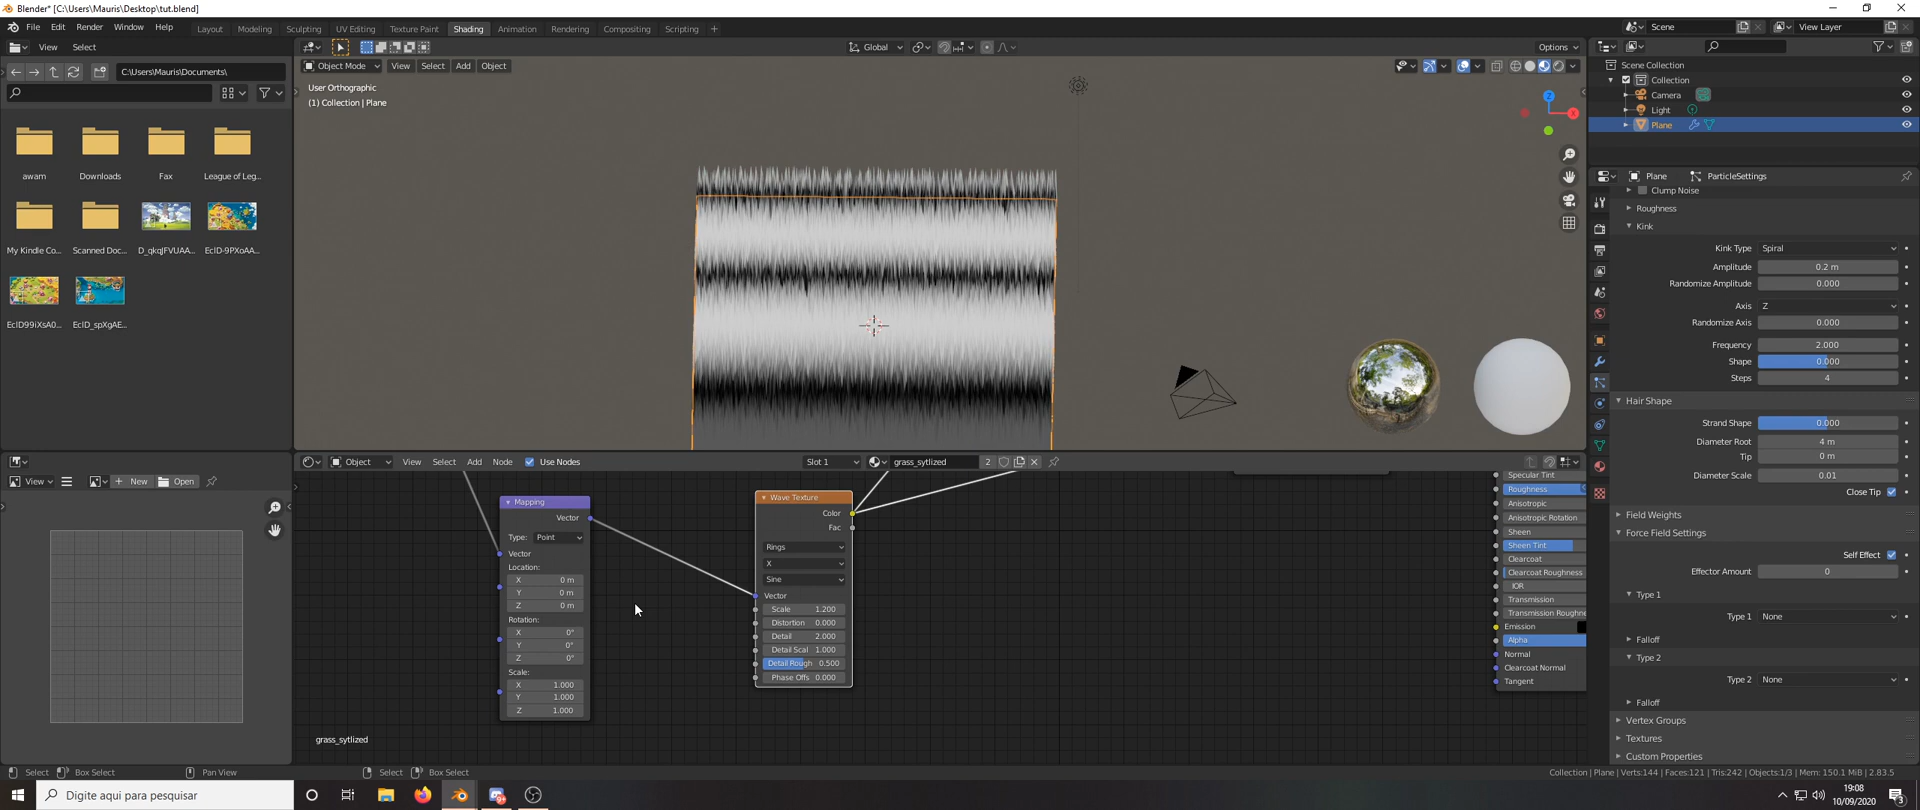 Blender* [C:\Users\Mauris\Desktop\tut.blend]
File Edit Render Window Help Layout Modeling Sculpting UV Editing Texture Paint Shading Animation Rendering Compositing Scripting + Scene View Layer
View Select Global Options
C:\Users\Mauris\Documents\ Object Mode View Select Add Object
User Orthographic
(1) Collection | Plane
awam Downloads Fax League of Leg...
My Kindle Co... Scanned Doc... D_qkqJFVUAA... EcID-9PXoAA...
EcID99iXsA0... EcID_spXgAE...
Scene Collection
Collection
Camera
Light
Plane
Plane ParticleSettings
Clump Noise
Roughness
Kink
Kink Type Spiral
Amplitude 0.2 m
Randomize Amplitude 0.000
Axis Z
Randomize Axis 0.000
Frequency 2.000
Shape 0.000
Steps 4
Hair Shape
Strand Shape 0.000
Diameter Root 4 m
Tip 0 m
Diameter Scale 0.01
Close Tip
Field Weights
Force Field Settings
Self Effect
Effector Amount 0
Type 1
Type 1 None
Falloff
Type 2
Type 2 None
Falloff
Vertex Groups
Textures
Custom Properties
View New Open
Object View Select Add Node Use Nodes Slot 1 grass_sytlized 2
Mapping
Vector
Type: Point
Vector
Location:
X 0 m
Y 0 m
Z 0 m
Rotation:
X 0°
Y 0°
Z 0°
Scale:
X 1.000
Y 1.000
Z 1.000
Wave Texture
Color
Fac
Rings
X
Sine
Vector
Scale 1.200
Distortion 0.000
Detail 2.000
Detail Scal 1.000
Detail Rough 0.500
Phase Offs 0.000
Specular Tint
Roughness
Anisotropic
Anisotropic Rotation
Sheen
Sheen Tint
Clearcoat
Clearcoat Roughness
IOR
Transmission
Transmission Roughne
Emission
Alpha
Normal
Clearcoat Normal
Tangent
grass_sytlized
Select Box Select Pan View Select Box Select Collection | Plane | Verts:144 | Faces:121 | Tris:242 | Objects:1/3 | Mem: 150.1 MiB | 2.83.5
Digite aqui para pesquisar 19:08
10/09/2020